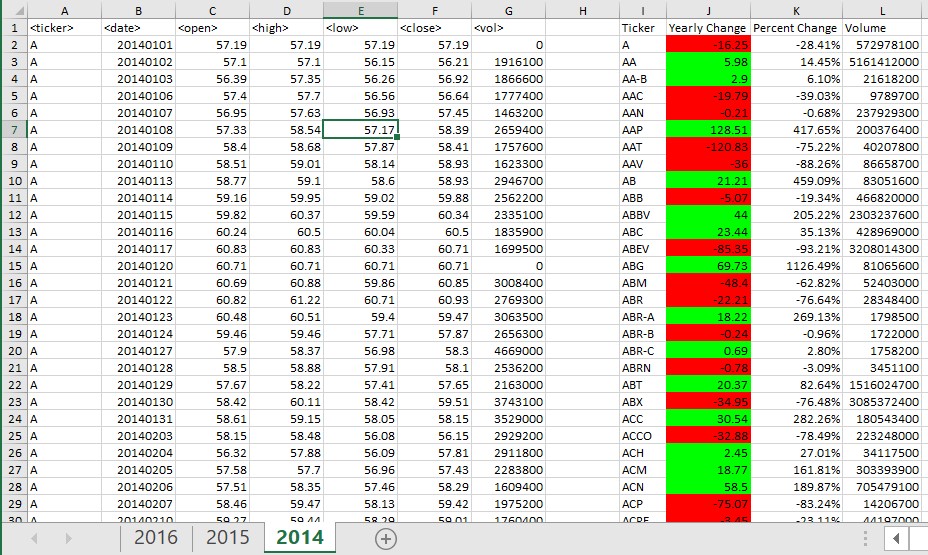 A B C D E F G H I J K L
1 <ticker> <date> <open> <high> <low> <close> <vol> Ticker Yearly Change Percent Change Volume
2 A 20140101 57.19 57.19 57.19 57.19 0 A -16.25 -28.41% 572978100
3 A 20140102 57.1 57.1 56.15 56.21 1916100 AA 5.98 14.45% 5161412000
4 A 20140103 56.39 57.35 56.26 56.92 1866600 AA-B 2.9 6.10% 21618200
5 A 20140106 57.4 57.7 56.56 56.64 1777400 AAC -19.79 -39.03% 9789700
6 A 20140107 56.95 57.63 56.93 57.45 1463200 AAN -0.21 -0.68% 237929300
7 A 20140108 57.33 58.54 57.17 58.39 2659400 AAP 128.51 417.65% 200376400
8 A 20140109 58.4 58.68 57.87 58.41 1757600 AAT -120.83 -75.22% 40207800
9 A 20140110 58.51 59.01 58.14 58.93 1623300 AAV -36 -88.26% 86658700
10 A 20140113 58.77 59.1 58.6 58.93 2946700 AB 21.21 459.09% 83051600
11 A 20140114 59.16 59.95 59.02 59.88 2562200 ABB -5.07 -19.34% 466820000
12 A 20140115 59.82 60.37 59.59 60.34 2335100 ABBV 44 205.22% 2303237600
13 A 20140116 60.24 60.5 60.04 60.5 1835900 ABC 23.44 35.13% 428969000
14 A 20140117 60.83 60.83 60.33 60.71 1699500 ABEV -85.35 -93.21% 3208014300
15 A 20140120 60.71 60.71 60.71 60.71 0 ABG 69.73 1126.49% 81065600
16 A 20140121 60.69 60.88 59.86 60.85 3008400 ABM -48.4 -62.82% 52403000
17 A 20140122 60.82 61.22 60.71 60.93 2769300 ABR -22.21 -76.64% 28348400
18 A 20140123 60.48 60.51 59.4 59.47 3063500 ABR-A 18.22 269.13% 1798500
19 A 20140124 59.46 59.46 57.71 57.87 2656300 ABR-B -0.24 -0.96% 1722000
20 A 20140127 57.9 58.37 56.98 58.3 4669000 ABR-C 0.69 2.80% 1758200
21 A 20140128 58.5 58.88 57.91 58.1 2536200 ABRN -0.78 -3.09% 3451100
22 A 20140129 57.67 58.22 57.41 57.65 2163000 ABT 20.37 82.64% 1516024700
23 A 20140130 58.42 60.11 58.42 59.51 3743100 ABX -34.95 -76.48% 3085372400
24 A 20140131 58.61 59.15 58.05 58.15 3529000 ACC 30.54 282.26% 180543400
25 A 20140203 58.15 58.48 56.08 56.15 2929200 ACCO -32.88 -78.49% 223248000
26 A 20140204 56.32 57.88 56.09 57.81 2911800 ACH 2.45 27.01% 34117500
27 A 20140205 57.58 57.7 56.96 57.43 2283800 ACM 18.77 161.81% 303393900
28 A 20140206 57.51 58.35 57.46 58.29 1609400 ACN 58.5 189.87% 705479100
29 A 20140207 58.46 59.47 58.13 59.42 1975200 ACP -75.07 -83.24% 14206700
30 A 20140210 59.27 59.44 58.29 59.01 1760400 ACRE -3.45 -23.11% 44197000
2016 2015 2014